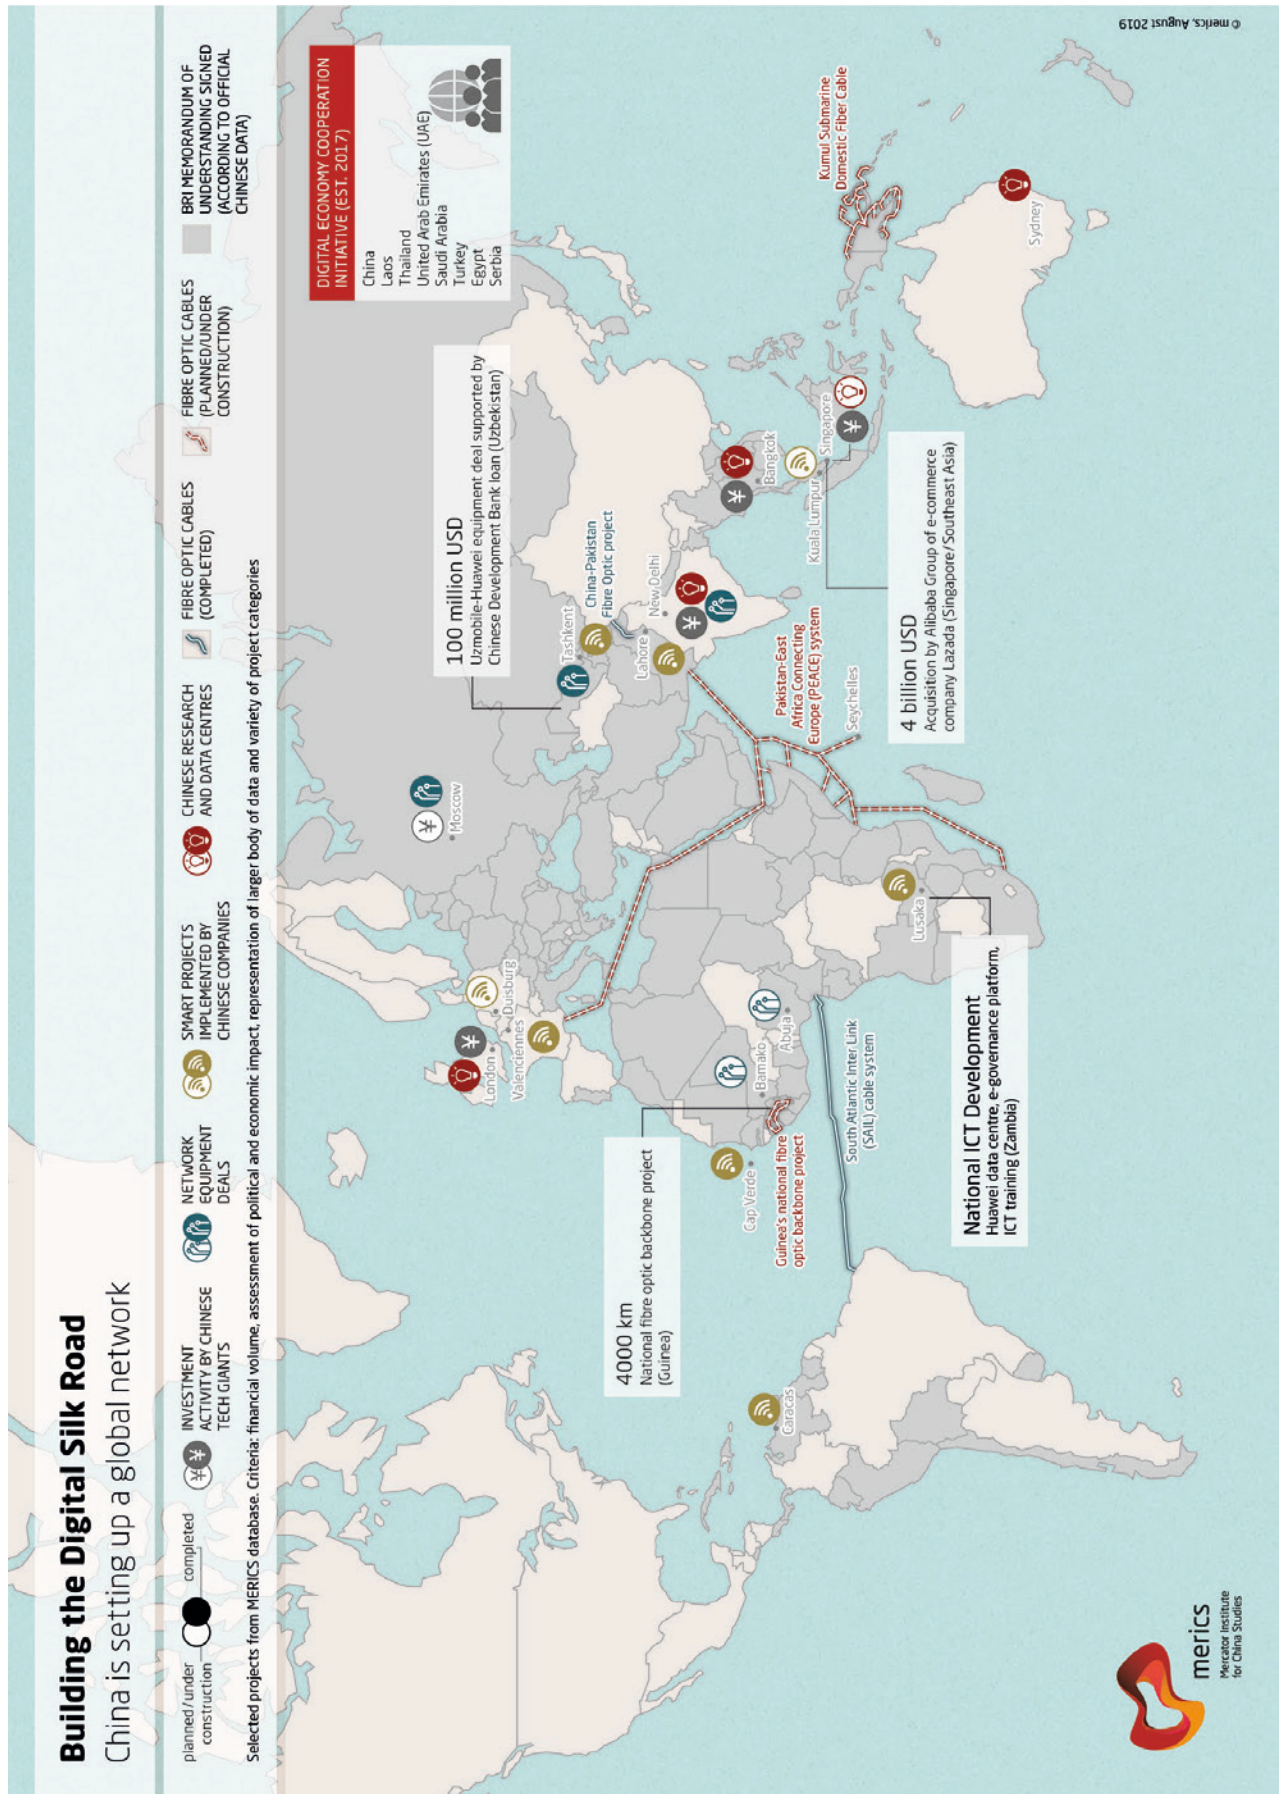 Building the Digital Silk Road
China is setting up a global network
planned/under
construction
completed
INVESTMENT
ACTIVITY BY CHINESE
TECH GIANTS
NETWORK
EQUIPMENT
DEALS
SMART PROJECTS
IMPLEMENTED BY
CHINESE COMPANIES
CHINESE RESEARCH
AND DATA CENTRES
FIBRE OPTIC CABLES
(COMPLETED)
FIBRE OPTIC CABLES
(PLANNED/UNDER
CONSTRUCTION)
BRI MEMORANDUM OF
UNDERSTANDING SIGNED
(ACCORDING TO OFFICIAL
CHINESE DATA)
Selected projects from MERICS database. Criteria: financial volume, assessment of political and economic impact, representation of larger body of data and variety of project categories
DIGITAL ECONOMY COOPERATION
INITIATIVE (EST. 2017)
China
Laos
Thailand
United Arab Emirates (UAE)
Saudi Arabia
Turkey
Egypt
Serbia
100 million USD
Uzmobile-Huawei equipment deal supported by
Chinese Development Bank loan (Uzbekistan)
Moscow
London
Duisburg
Valenciennes
Tashkent
China-Pakistan
Fibre Optic project
Lahore
New Delhi
Bangkok
Kuala Lumpur
Singapore
Kumul Submarine
Domestic Fiber Cable
Sydney
4000 km
National fibre optic backbone project
(Guinea)
Cap Verde
Bamako
Abuja
Guinea's national fibre
optic backbone project
Caracas
South Atlantic Inter Link
(SAIL) cable system
Pakistan-East
Africa Connecting
Europe (PEACE) system
Seychelles
Lusaka
4 billion USD
Acquisition by Alibaba Group of e-commerce
company Lazada (Singapore/Southeast Asia)
National ICT Development
Huawei data centre, e-governance platform,
ICT training (Zambia)
merics
Mercator Institute
for China Studies
© merics, August 2019